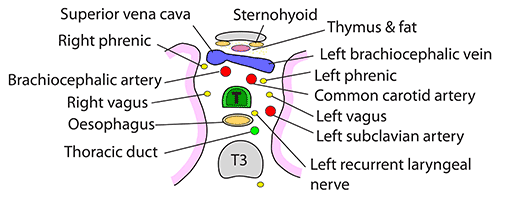 Superior vena cava
Sternohyoid
Right phrenic
Thymus & fat
Left brachiocephalic vein
Brachiocephalic artery
Left phrenic
Common carotid artery
Right vagus
T
Left vagus
Oesophagus
Left subclavian artery
Thoracic duct
T3
Left recurrent laryngeal
nerve